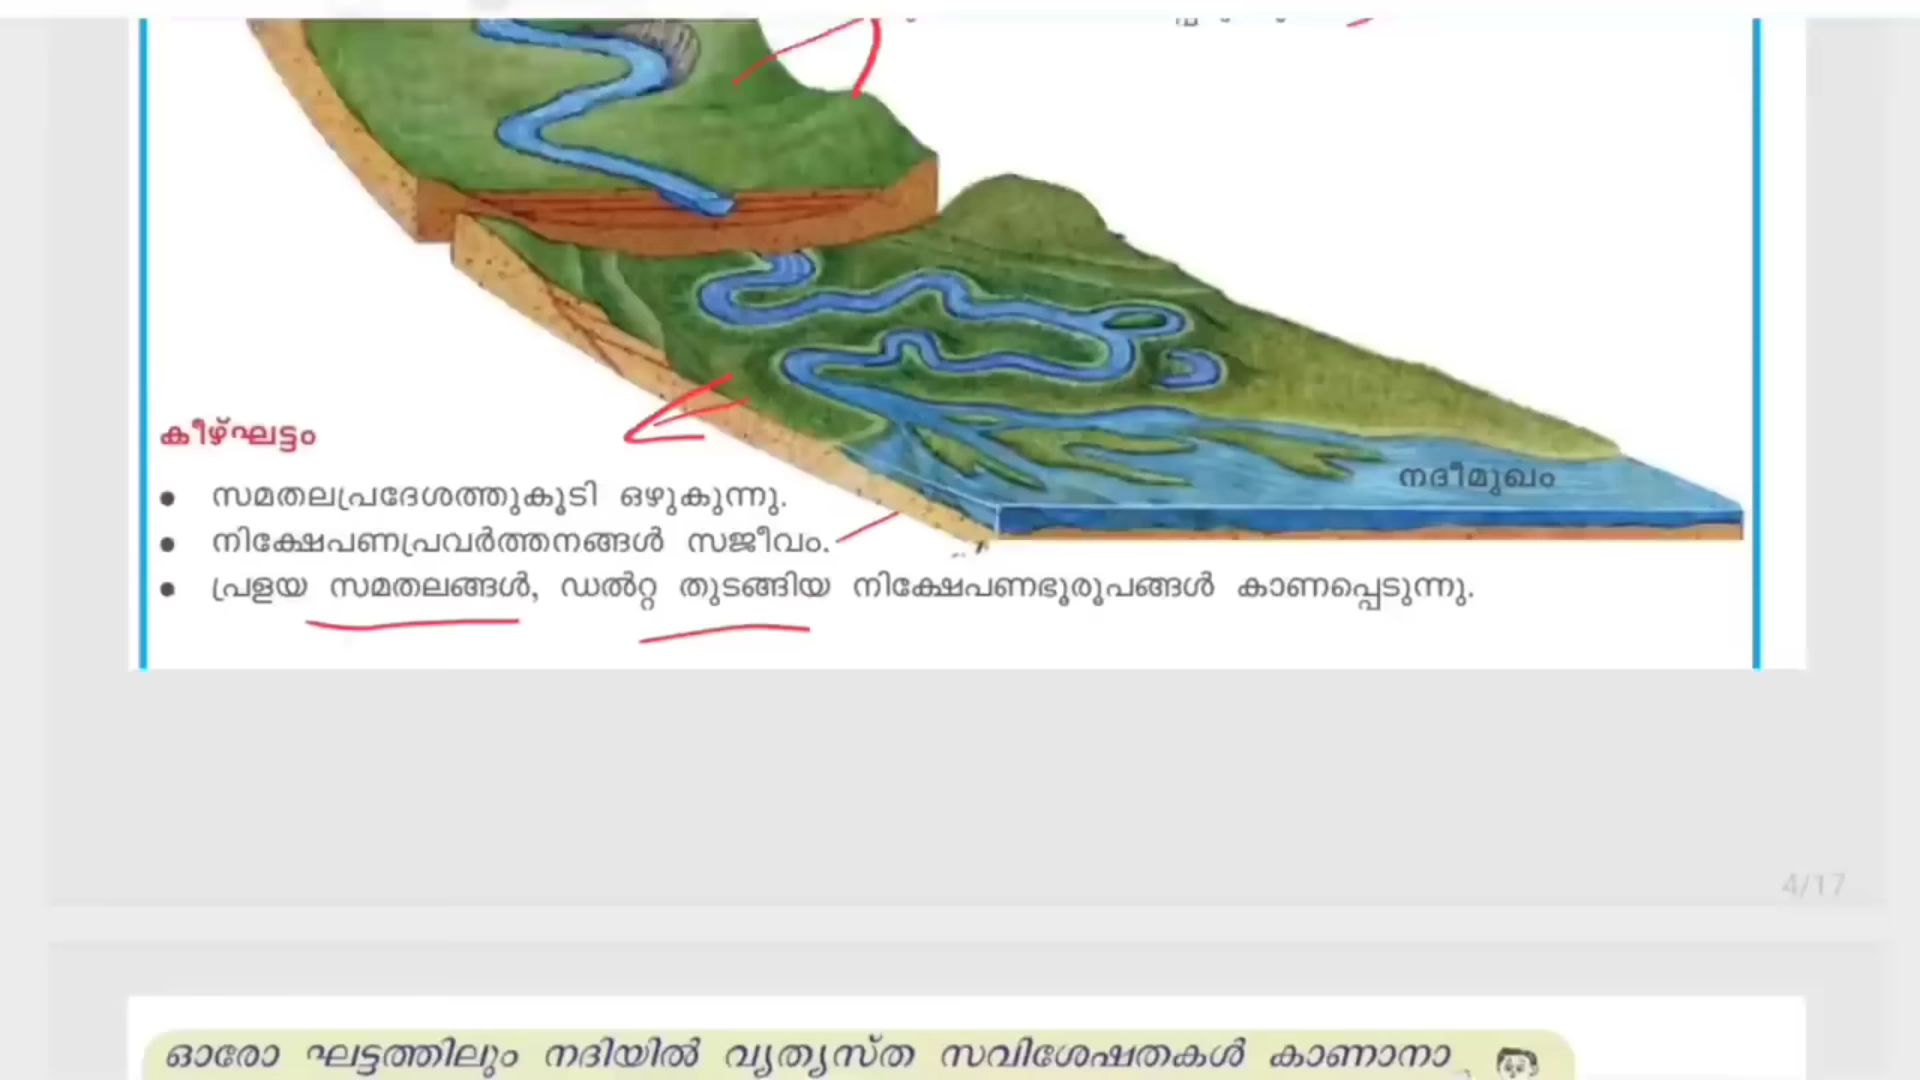 നദീമുഖം
കീഴ്ഘട്ടം
● സമതലപ്രദേശത്തുകൂടി ഒഴുകുന്നു.
● നിക്ഷേപണപ്രവർത്തനങ്ങൾ സജീവം.
● പ്രളയ സമതലങ്ങൾ, ഡൽറ്റ തുടങ്ങിയ നിക്ഷേപണഭൂരൂപങ്ങൾ കാണപ്പെടുന്നു.
4/17
ഓരോ ഘട്ടത്തിലും നദിയിൽ വ്യത്യസ്ത സവിശേഷതകൾ കാണാനാ